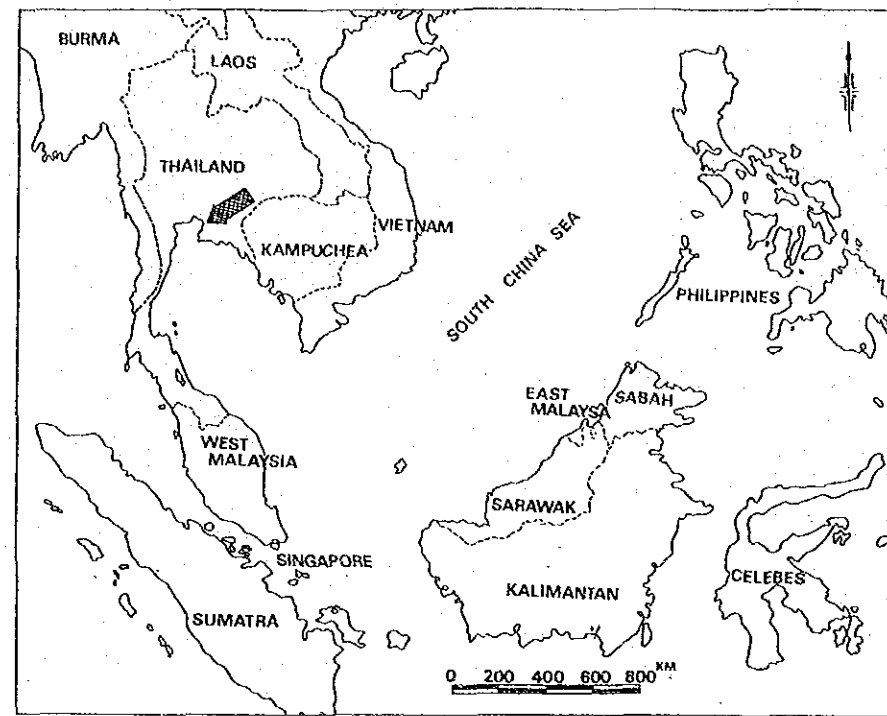 BURMA
LAOS
THAILAND
VIETNAM
KAMPUCHEA
SOUTH CHINA SEA
PHILIPPINES
EAST
MALAYSA
SABAH
WEST
MALAYSIA
SARAWAK
SINGAPORE
KALIMANTAN
CELEBES
SUMATRA
0 200 400 600 800 KM